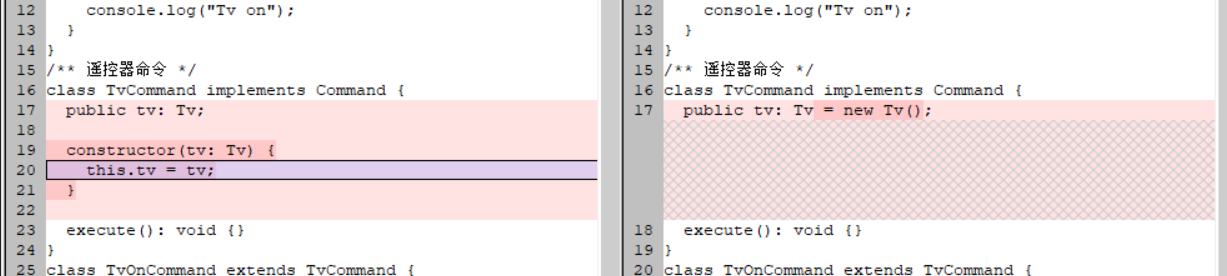 12 console.log("Tv on");
13 }
14 }
15 /** 遥控器命令 */
16 class TvCommand implements Command {
17 public tv: Tv;
18
19 constructor(tv: Tv) {
20 this.tv = tv;
21 }
22
23 execute(): void {}
24 }
25 class TvOnCommand extends TvCommand {
12 console.log("Tv on");
13 }
14 }
15 /** 遥控器命令 */
16 class TvCommand implements Command {
17 public tv: Tv = new Tv();
18 execute(): void {}
19 }
20 class TvOnCommand extends TvCommand {